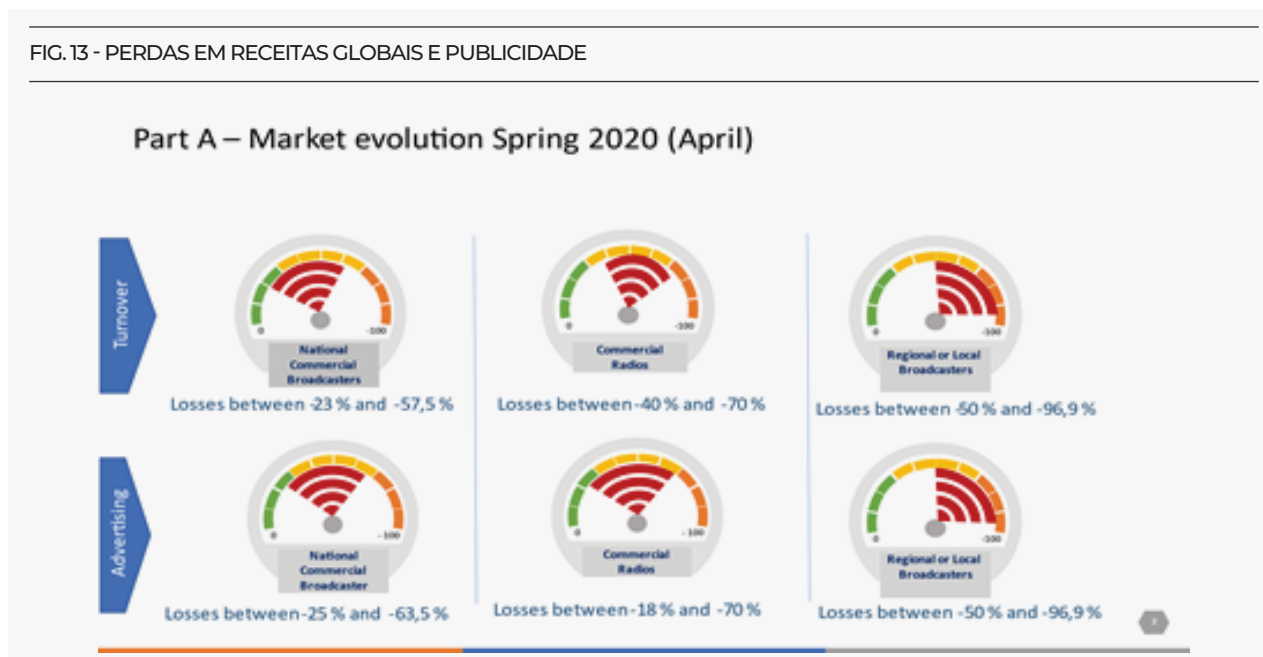 FIG. 13 - PERDAS EM RECEITAS GLOBAIS E PUBLICIDADE
Part A – Market evolution Spring 2020 (April)
Turnover
0
-100
National
Commercial
Broadcasters
Losses between -23 % and -57,5 %
0
-100
Commercial
Radios
Losses between -40 % and -70 %
0
-100
Regional or Local
Broadcasters
Losses between -50 % and -96,9 %
Advertising
0
- 100
National
Commercial
Broadcaster
Losses between -25 % and -63,5 %
0
- 100
Commercial
Radios
Losses between -18 % and -70 %
0
-100
Regional or Local
Broadcasters
Losses between -50 % and -96,9 %